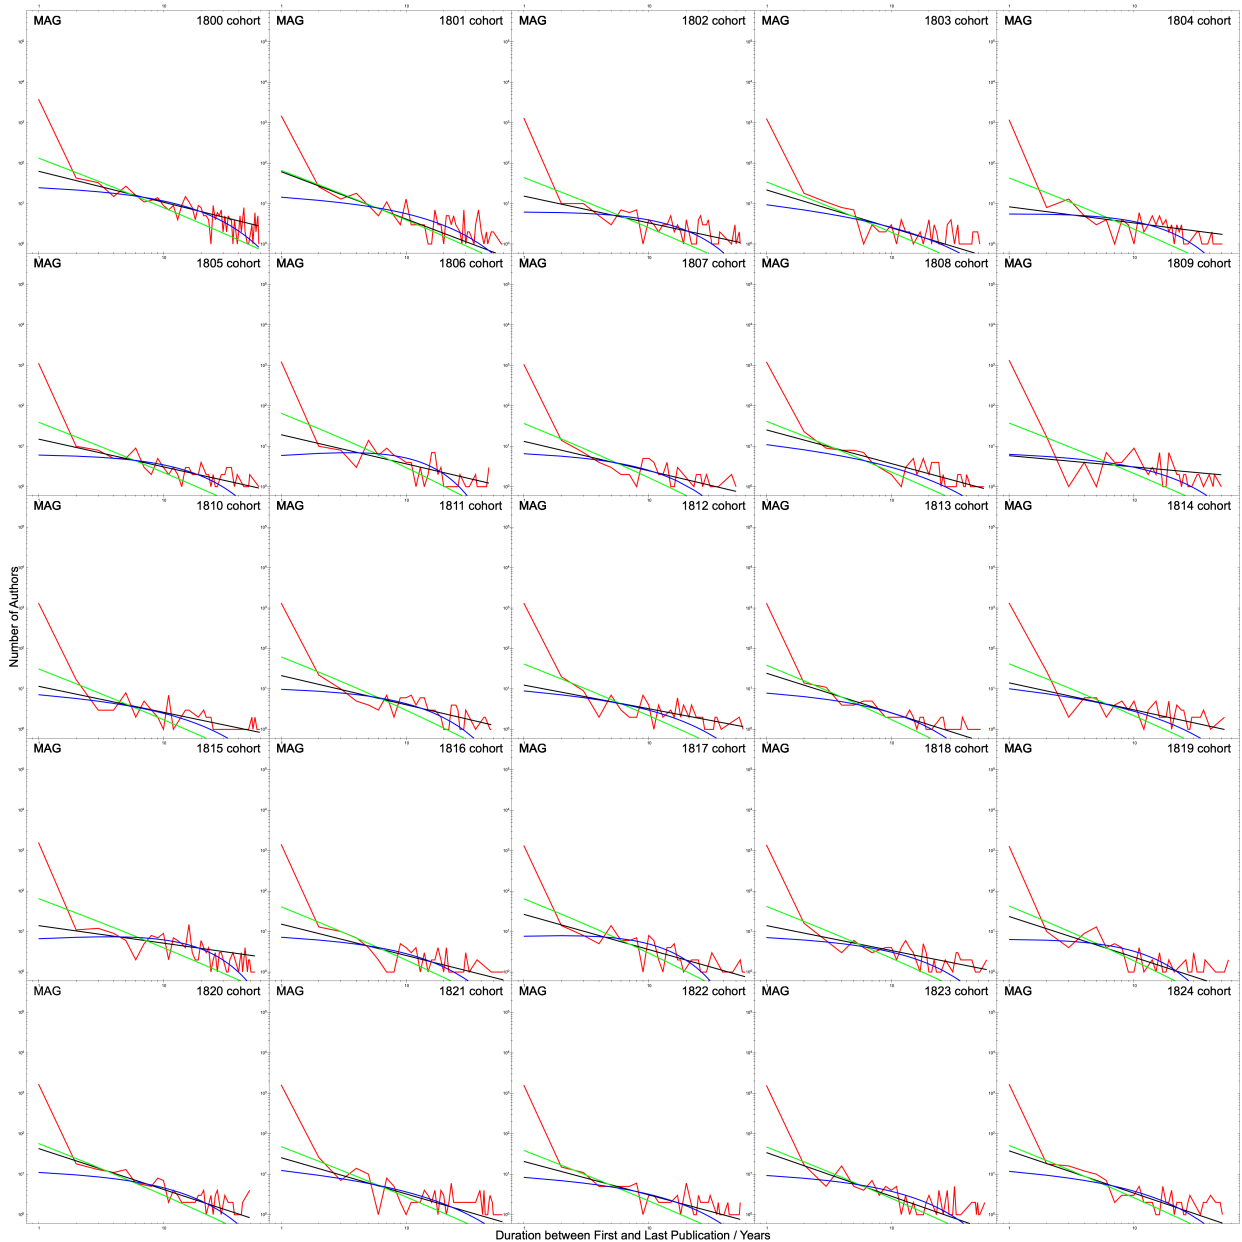 MAG 1800 cohort MAG 1801 cohort MAG 1802 cohort MAG 1803 cohort MAG 1804 cohort
MAG 1805 cohort MAG 1806 cohort MAG 1807 cohort MAG 1808 cohort MAG 1809 cohort
MAG 1810 cohort MAG 1811 cohort MAG 1812 cohort MAG 1813 cohort MAG 1814 cohort
Number of Authors
MAG 1815 cohort MAG 1816 cohort MAG 1817 cohort MAG 1818 cohort MAG 1819 cohort
MAG 1820 cohort MAG 1821 cohort MAG 1822 cohort MAG 1823 cohort MAG 1824 cohort
Duration between First and Last Publication / Years